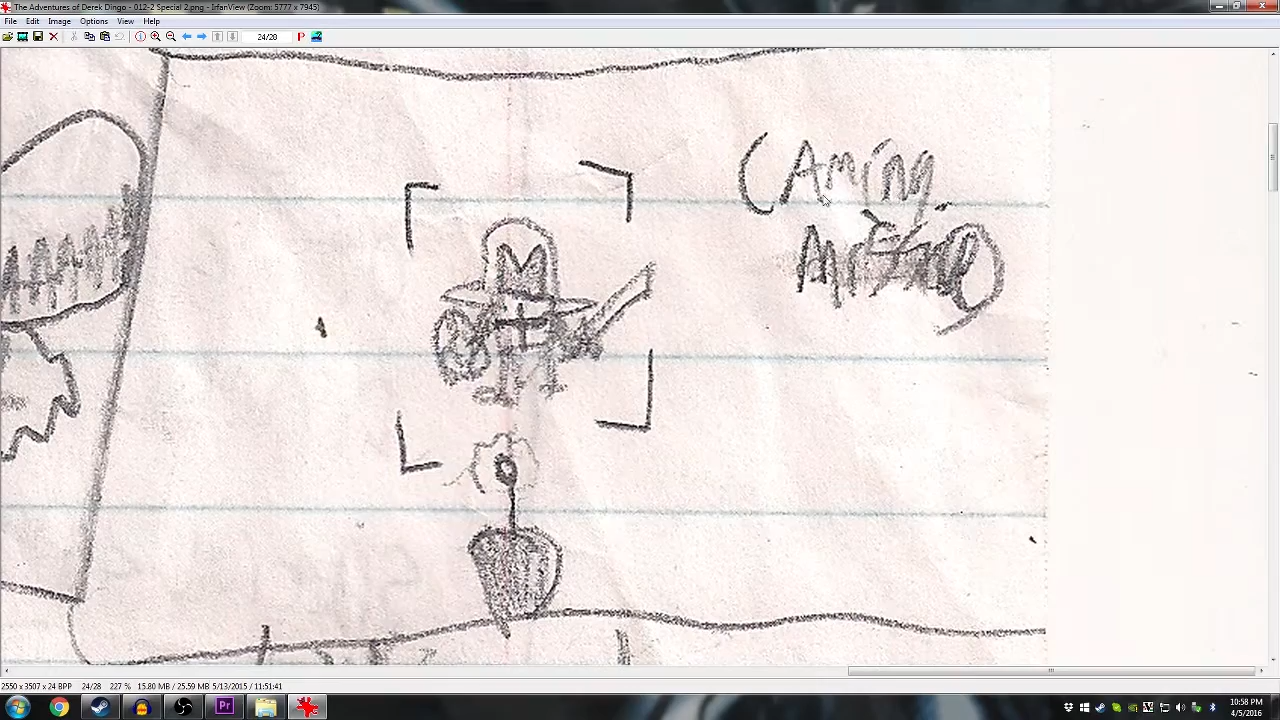 The Adventures of Derek Dingo - 012-2 Special 2.png - IrfanView (Zoom: 5777 x 7945)
File Edit Image Options View Help
24/28
(Aming
M
2550 x 3507 x 24 BPP 24/28 227 % 15.80 MB / 25.59 MB 5/13/2015 / 11:51:41
Pr
10:58 PM
4/5/2016